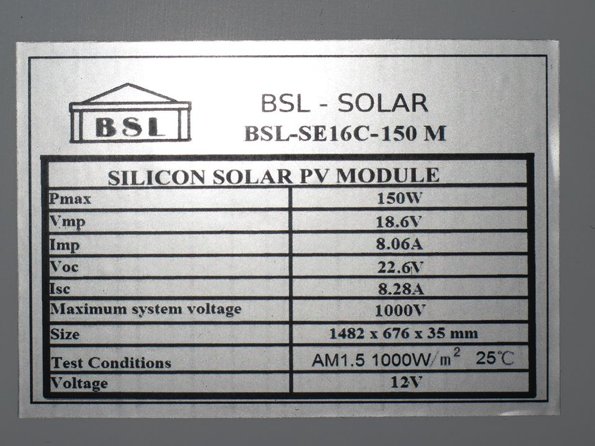 BSL
BSL - SOLAR
BSL-SE16C-150 M
SILICON SOLAR PV MODULE
Pmax 150W
Vmp 18.6V
Imp 8.06A
Voc 22.6V
Isc 8.28A
Maximum system voltage 1000V
Size 1482 x 676 x 35 mm
Test Conditions AM1.5 1000W/m² 25℃
Voltage 12V